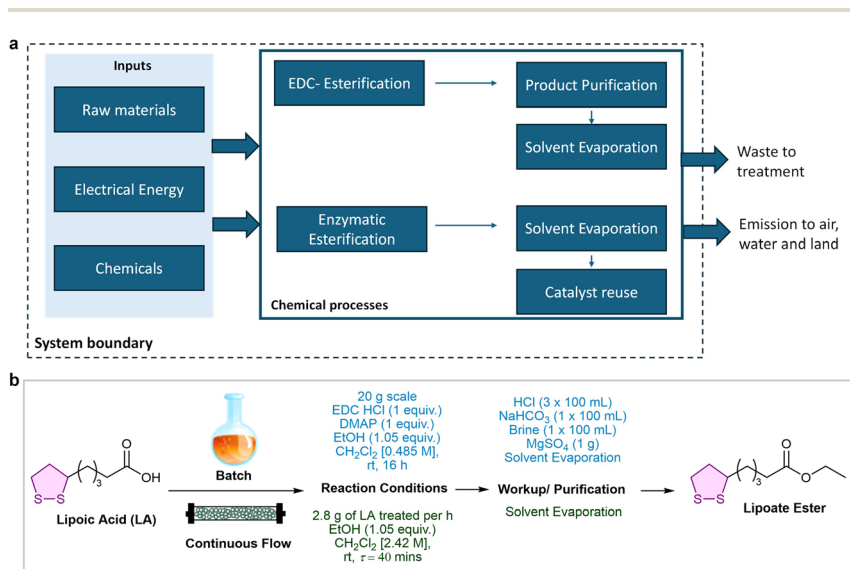 a
Inputs
Raw materials
Electrical Energy
Chemicals
EDC- Esterification
Product Purification
Solvent Evaporation
Enzymatic
Esterification
Solvent Evaporation
Catalyst reuse
Chemical processes
System boundary
Waste to
treatment
Emission to air,
water and land
b
O
OH
( )3
S-S
Lipoic Acid (LA)
Batch
Continuous Flow
20 g scale
EDC HCl (1 equiv.)
DMAP (1 equiv.)
EtOH (1.05 equiv.)
CH2Cl2 [0.485 M],
rt, 16 h
Reaction Conditions
2.8 g of LA treated per h
EtOH (1.05 equiv.)
CH2Cl2 [2.42 M],
rt, τ = 40 mins
HCl (3 x 100 mL)
NaHCO3 (1 x 100 mL)
Brine (1 x 100 mL)
MgSO4 (1 g)
Solvent Evaporation
Workup/ Purification
Solvent Evaporation
O
O
( )3
S-S
Lipoate Ester